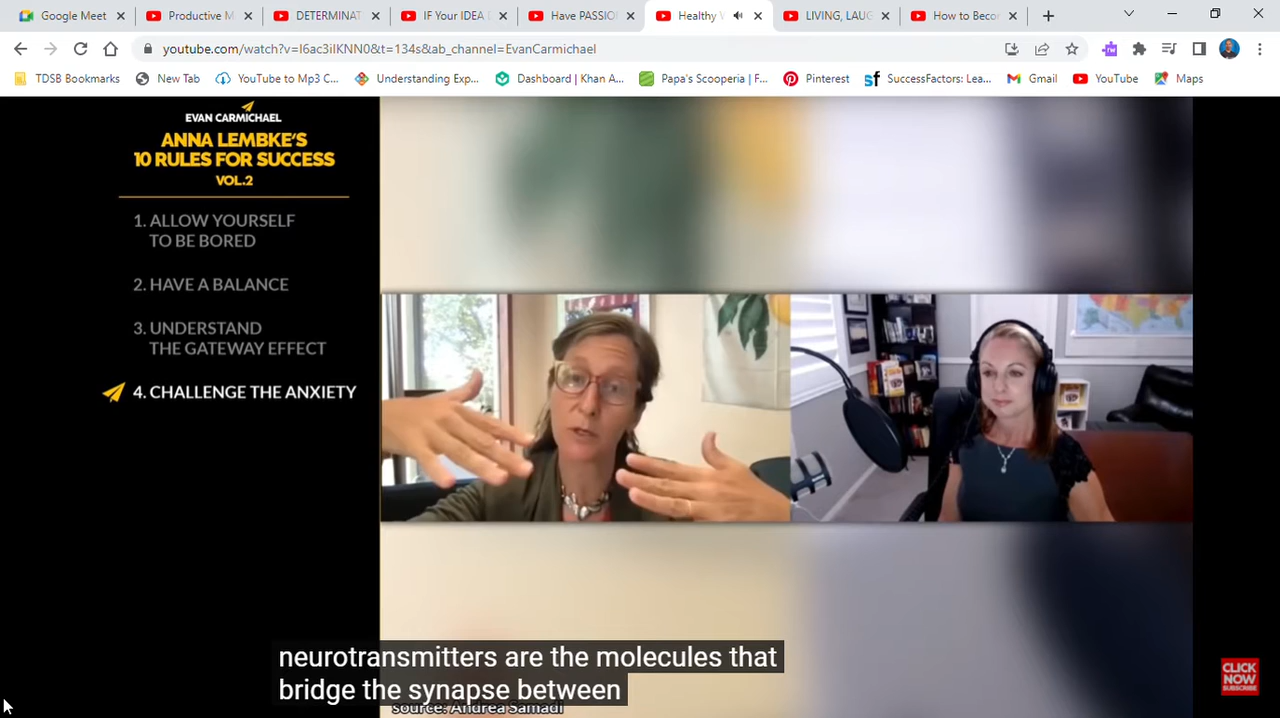 Google Meet
Productive M
DETERMINAT
IF Your IDEA D
Have PASSIO
Healthy
LIVING, LAUG
How to Becor
youtube.com/watch?v=l6ac3iIKNN0&t=134s&ab_channel=EvanCarmichael
TDSB Bookmarks
New Tab
YouTube to Mp3 C...
Understanding Exp...
Dashboard | Khan A...
Papa's Scooperia | F...
Pinterest
SuccessFactors: Lea...
Gmail
YouTube
Maps
EVAN CARMICHAEL
ANNA LEMBKE'S
10 RULES FOR SUCCESS
VOL.2
1. ALLOW YOURSELF
TO BE BORED
2. HAVE A BALANCE
3. UNDERSTAND
THE GATEWAY EFFECT
4. CHALLENGE THE ANXIETY
neurotransmitters are the molecules that
bridge the synapse between
source: Andrea Samadi
CLICK
NOW
SUBSCRIBE